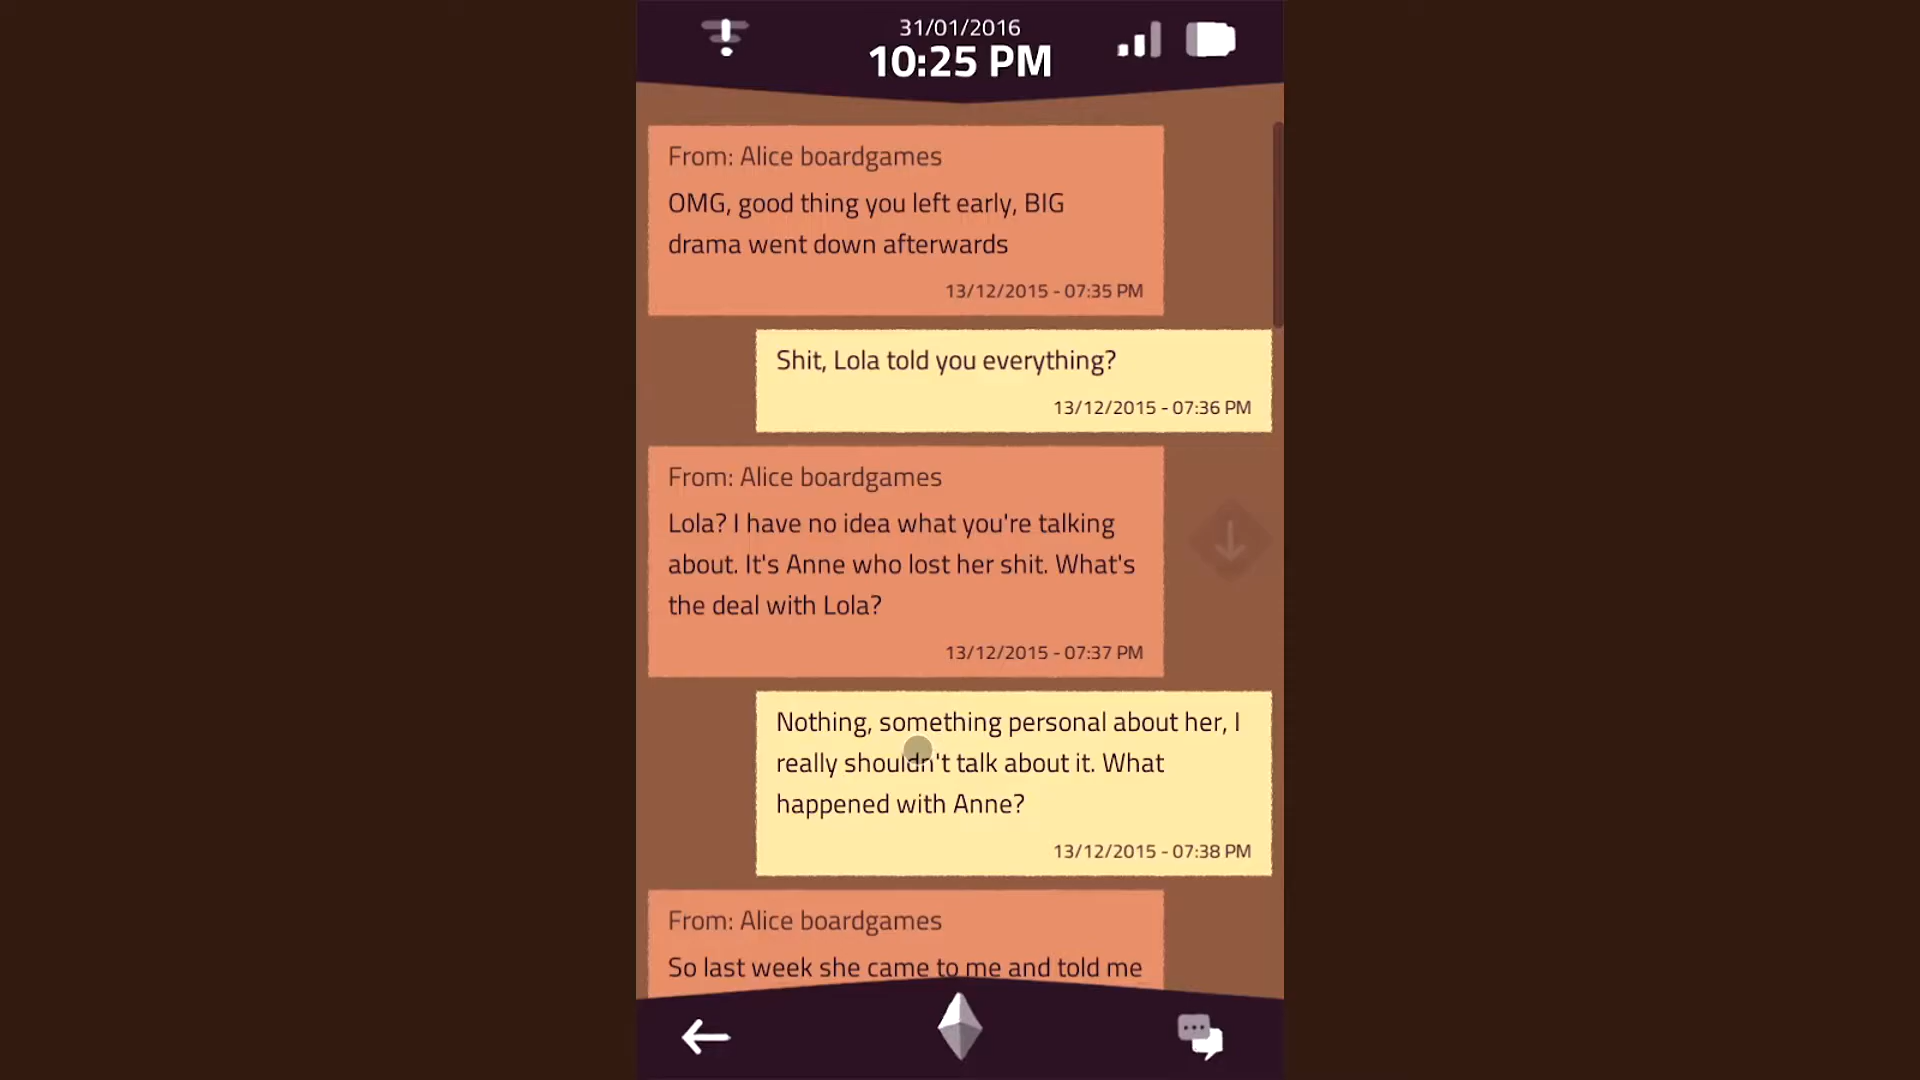 31/01/2016
10:25 PM
From: Alice boardgames
OMG, good thing you left early, BIG
drama went down afterwards
13/12/2015 - 07:35 PM
Shit, Lola told you everything?
13/12/2015 - 07:36 PM
From: Alice boardgames
Lola? I have no idea what you're talking
about. It's Anne who lost her shit. What's
the deal with Lola?
13/12/2015 - 07:37 PM
Nothing, something personal about her, I
really shouldn't talk about it. What
happened with Anne?
13/12/2015 - 07:38 PM
From: Alice boardgames
So last week she came to me and told me